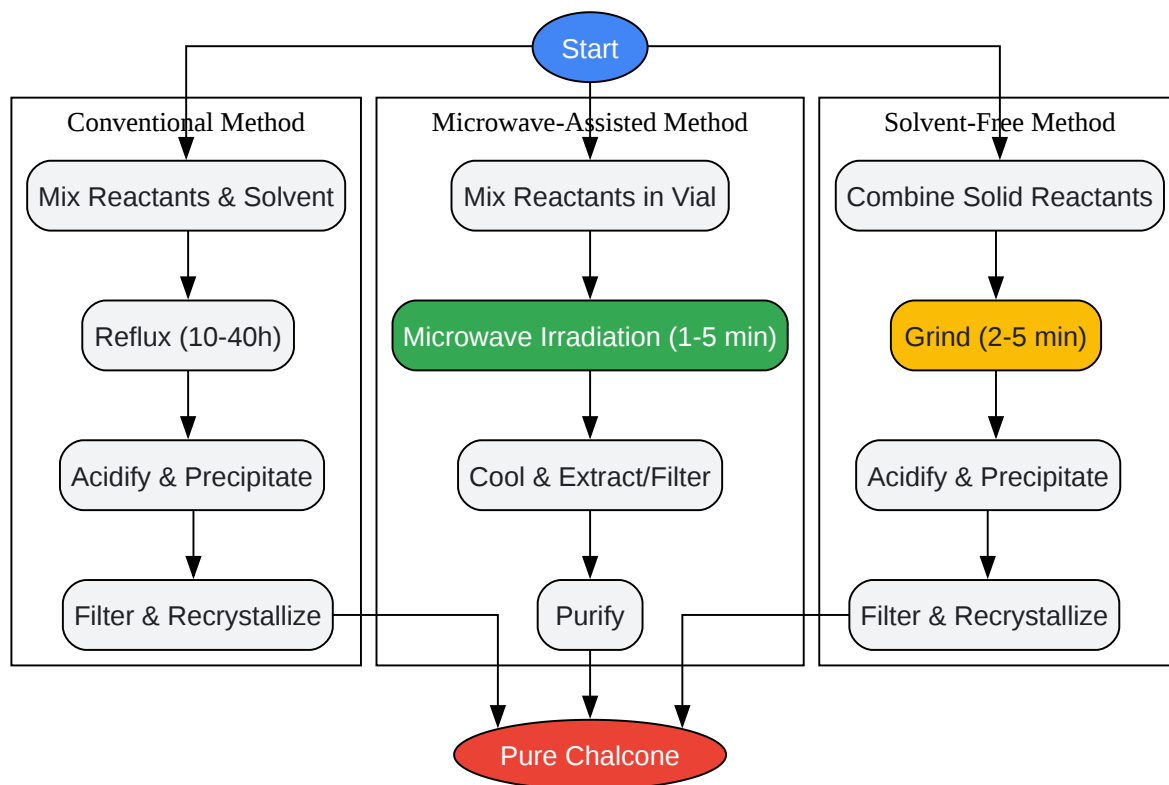 Start
Conventional Method
Mix Reactants & Solvent
Reflux (10-40h)
Acidify & Precipitate
Filter & Recrystallize
Microwave-Assisted Method
Mix Reactants in Vial
Microwave Irradiation (1-5 min)
Cool & Extract/Filter
Purify
Solvent-Free Method
Combine Solid Reactants
Grind (2-5 min)
Acidify & Precipitate
Filter & Recrystallize
Pure Chalcone